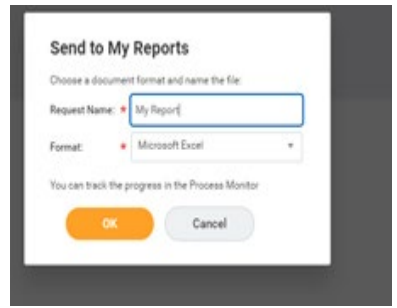 Send to My Reports
Choose a document format and name the file:
Request Name: * My Report
Format: * Microsoft Excel
You can track the progress in the Process Monitor
OK Cancel